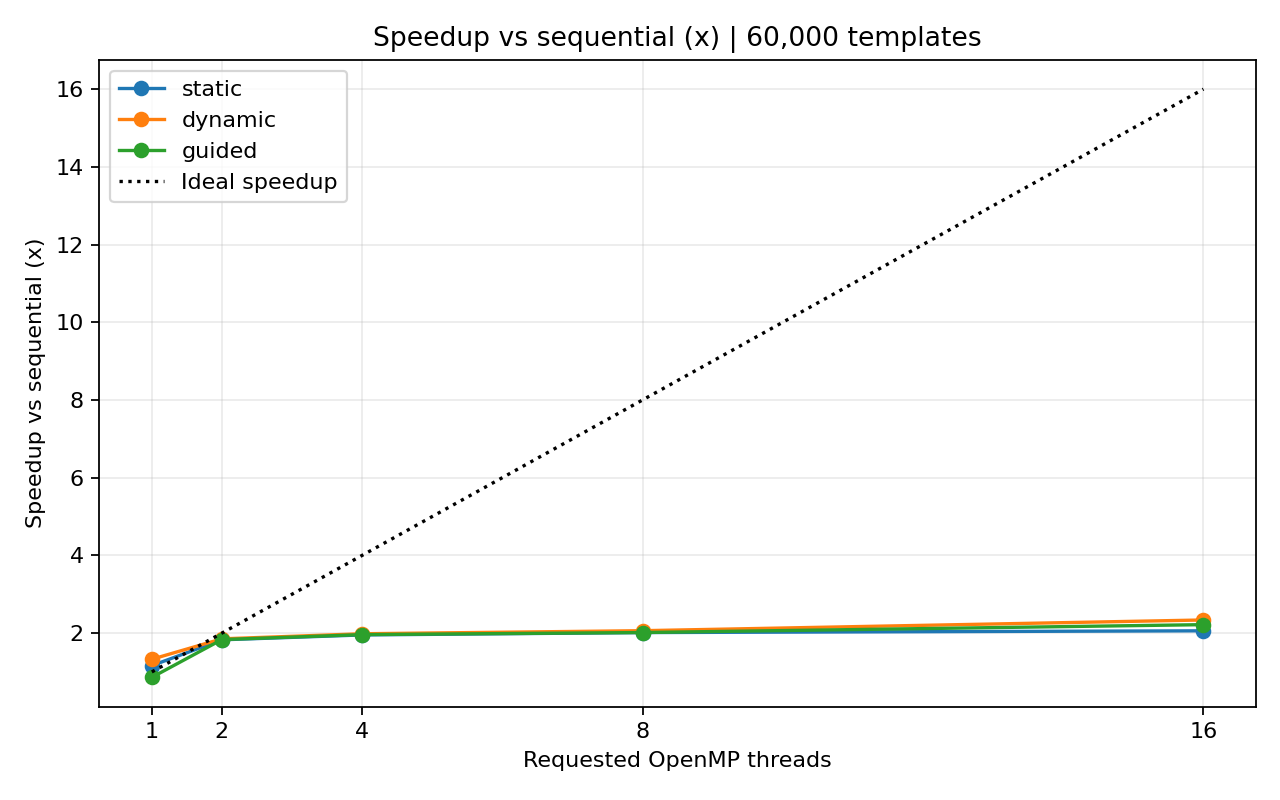 Speedup vs sequential (x) | 60,000 templates
static
dynamic
guided
Ideal speedup
Speedup vs sequential (x)
16
14
12
10
8
6
4
2
1 2 4 8 16
Requested OpenMP threads